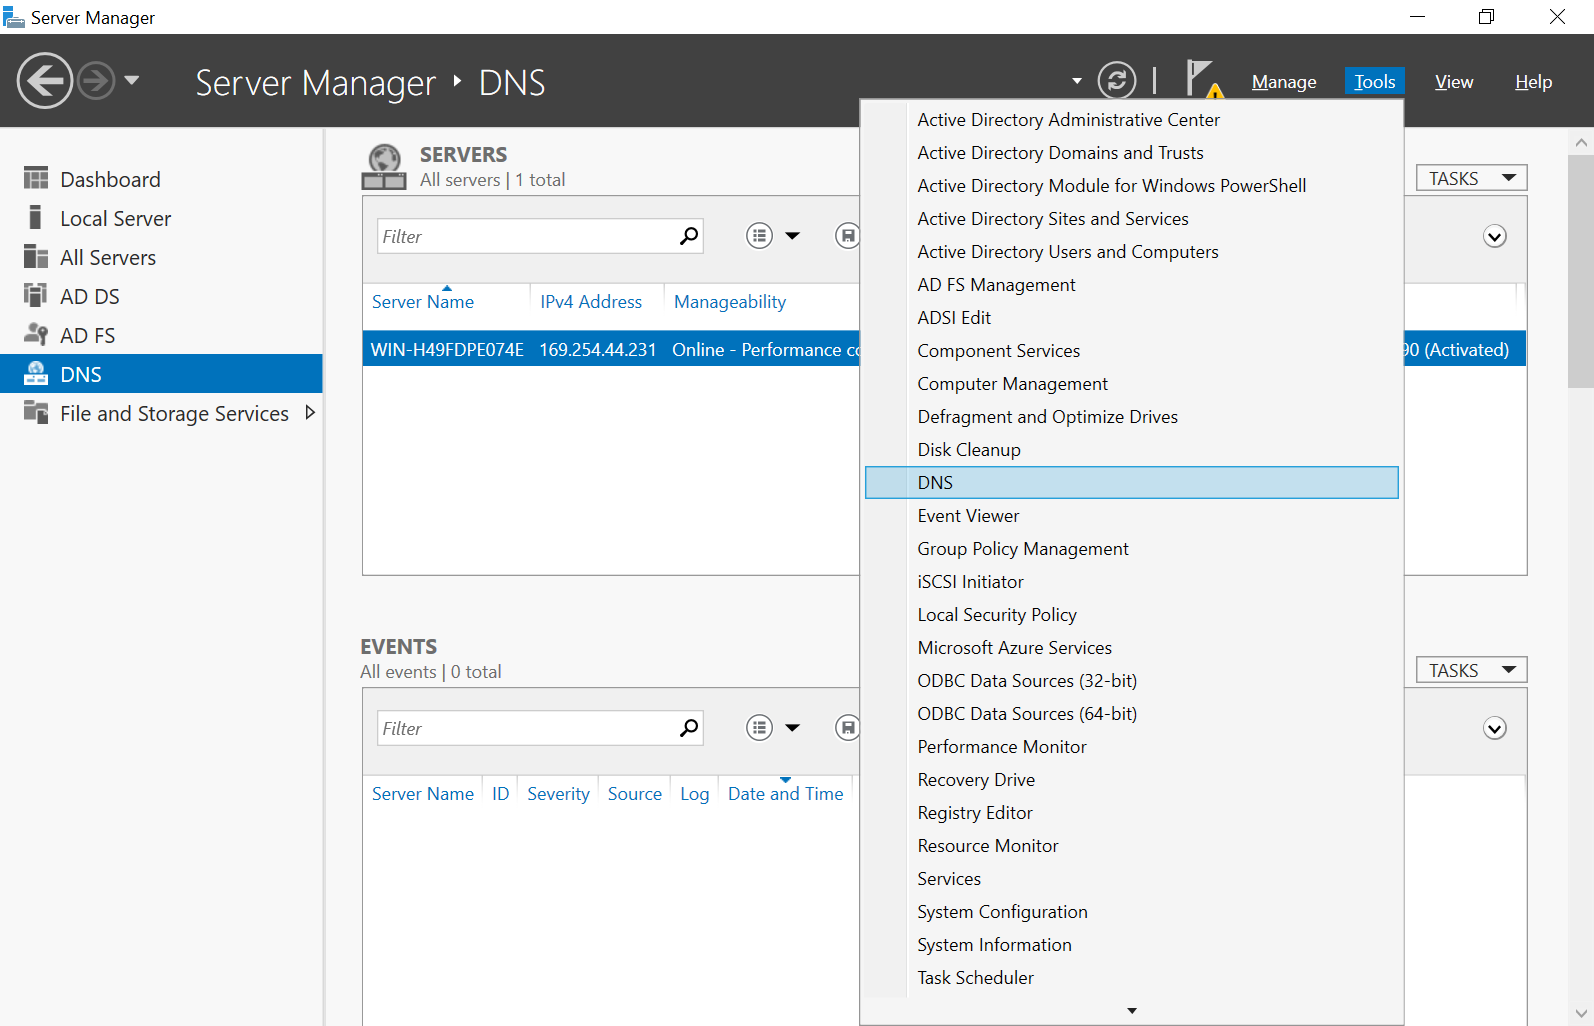 Server Manager
Server Manager DNS
Manage Tools View Help
Dashboard
Local Server
All Servers
AD DS
AD FS
DNS
File and Storage Services
SERVERS
All servers | 1 total
TASKS
Filter
Server Name IPv4 Address Manageability
WIN-H49FDPE074E 169.254.44.231 Online - Performance 90 (Activated)
EVENTS
All events | 0 total
TASKS
Filter
Server Name ID Severity Source Log Date and Time
Active Directory Administrative Center
Active Directory Domains and Trusts
Active Directory Module for Windows PowerShell
Active Directory Sites and Services
Active Directory Users and Computers
AD FS Management
ADSI Edit
Component Services
Computer Management
Defragment and Optimize Drives
Disk Cleanup
DNS
Event Viewer
Group Policy Management
iSCSI Initiator
Local Security Policy
Microsoft Azure Services
ODBC Data Sources (32-bit)
ODBC Data Sources (64-bit)
Performance Monitor
Recovery Drive
Registry Editor
Resource Monitor
Services
System Configuration
System Information
Task Scheduler